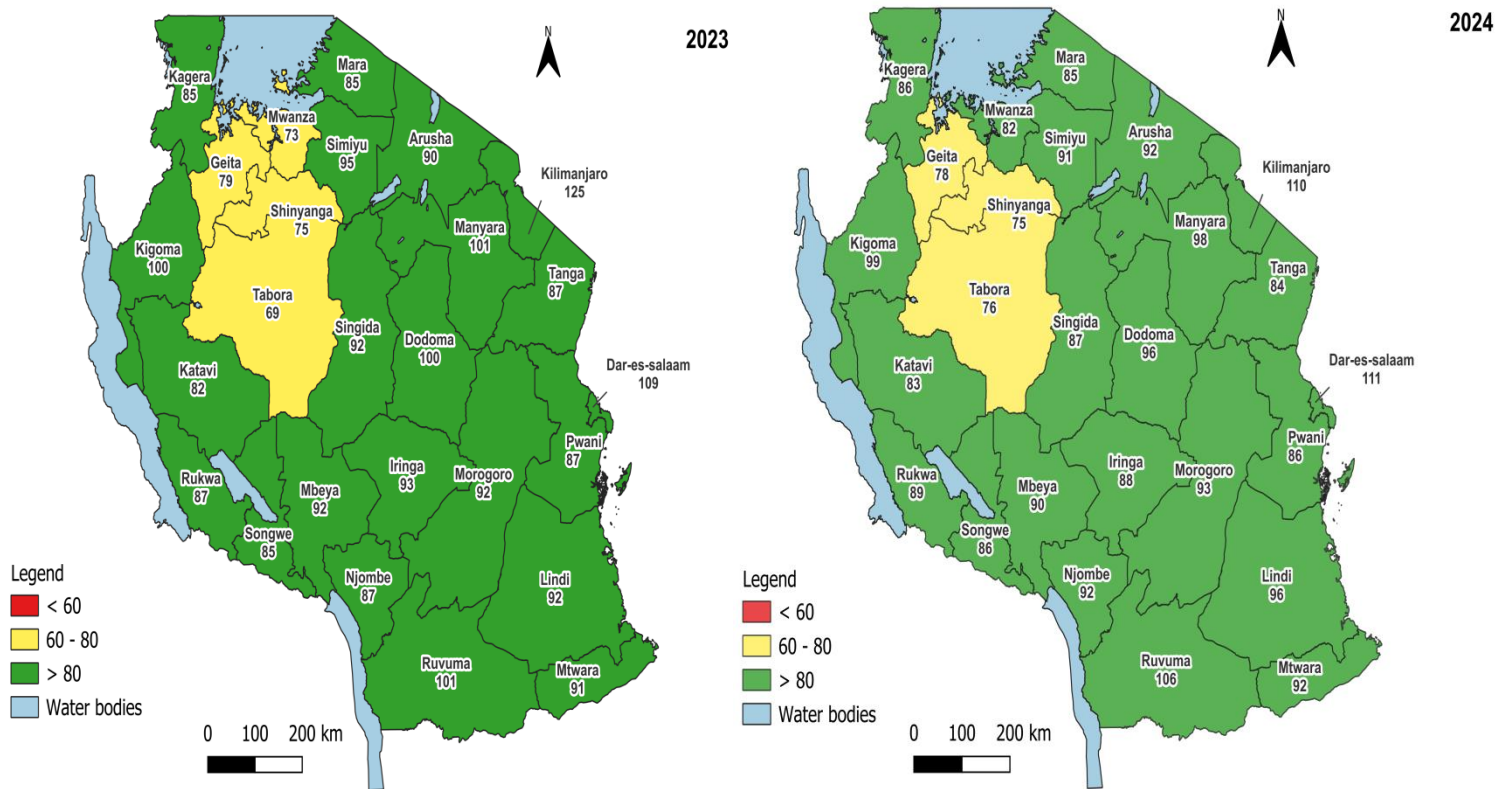 2023
N
Kagera
85
Mara
85
Mwanza
73
Simiyu
95
Arusha
90
Geita
79
Kilimanjaro
125
Shinyanga
75
Manyara
101
Kigoma
100
Tanga
87
Tabora
69
Singida
92
Dodoma
100
Katavi
82
Dar-es-salaam
109
Pwani
87
Rukwa
87
Mbeya
92
Iringa
93
Morogoro
92
Songwe
85
Njombe
87
Lindi
92
Ruvuma
101
Mtwara
91
Legend
< 60
60 - 80
> 80
Water bodies
0 100 200 km
2024
N
Kagera
86
Mara
85
Mwanza
82
Simiyu
91
Arusha
92
Geita
78
Kilimanjaro
110
Shinyanga
75
Manyara
98
Kigoma
99
Tanga
84
Tabora
76
Singida
87
Dodoma
96
Katavi
83
Dar-es-salaam
111
Pwani
86
Rukwa
89
Mbeya
90
Iringa
88
Morogoro
93
Songwe
86
Njombe
92
Lindi
96
Ruvuma
106
Mtwara
92
Legend
< 60
60 - 80
> 80
Water bodies
0 100 200 km